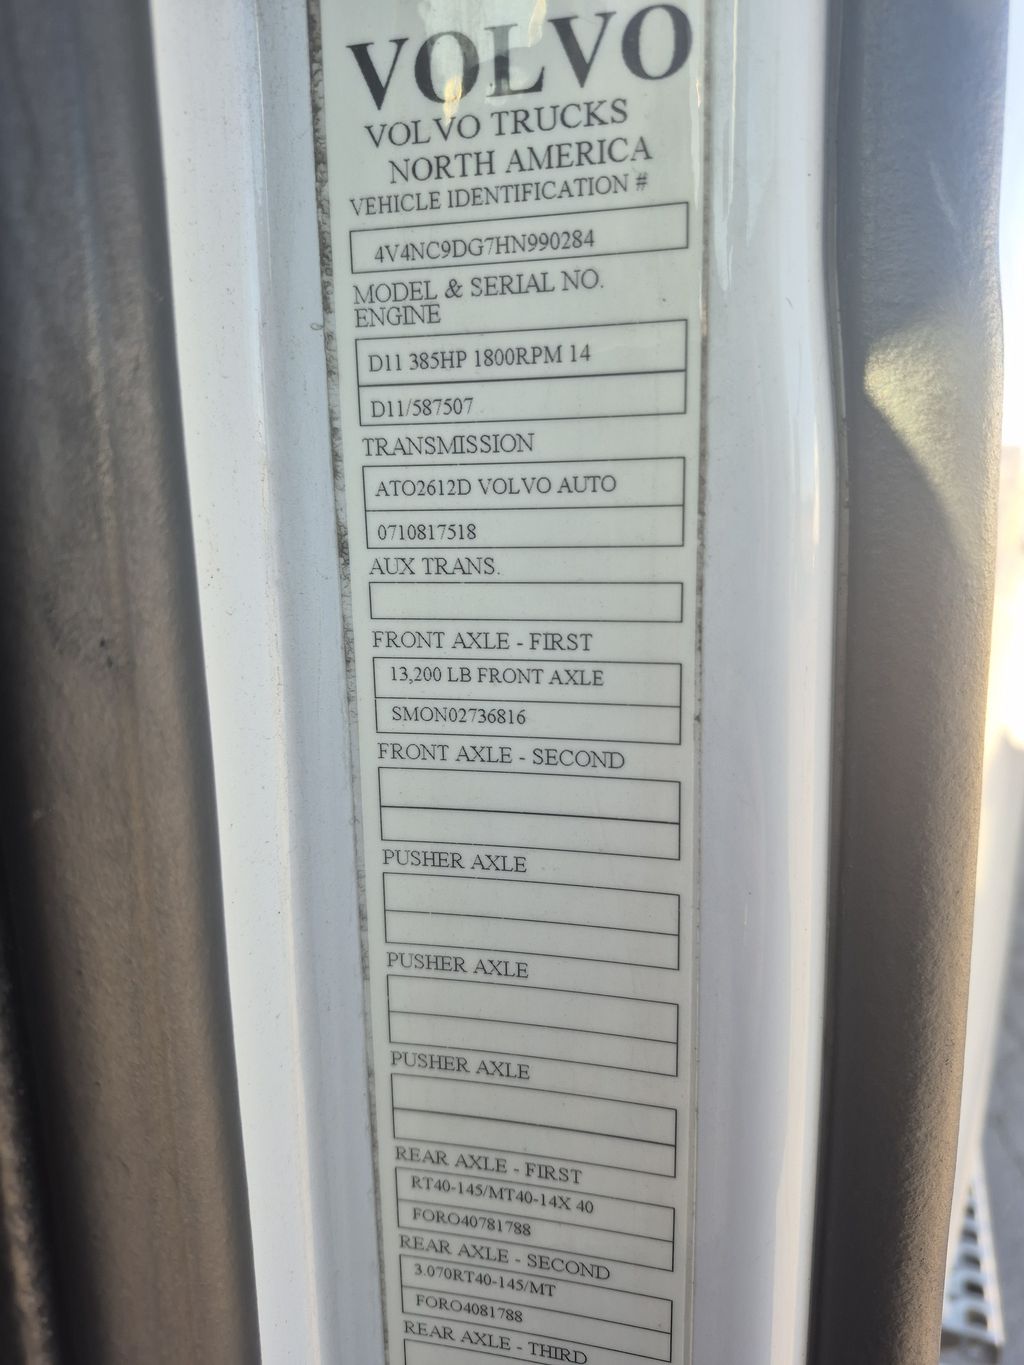 VOLVO
VOLVO TRUCKS
NORTH AMERICA
VEHICLE IDENTIFICATION #
4V4NC9DG7HN990284
MODEL & SERIAL NO.
ENGINE
D11 385HP 1800RPM 14
D11/587507
TRANSMISSION
ATO2612D VOLVO AUTO
0710817518
AUX TRANS.
FRONT AXLE - FIRST
13,200 LB FRONT AXLE
SMON02736816
FRONT AXLE - SECOND
PUSHER AXLE
PUSHER AXLE
PUSHER AXLE
REAR AXLE - FIRST
RT40-145/MT40-14X 40
FORO40781788
REAR AXLE - SECOND
3.070RT40-145/MT
FORO4081788
REAR AXLE - THIRD